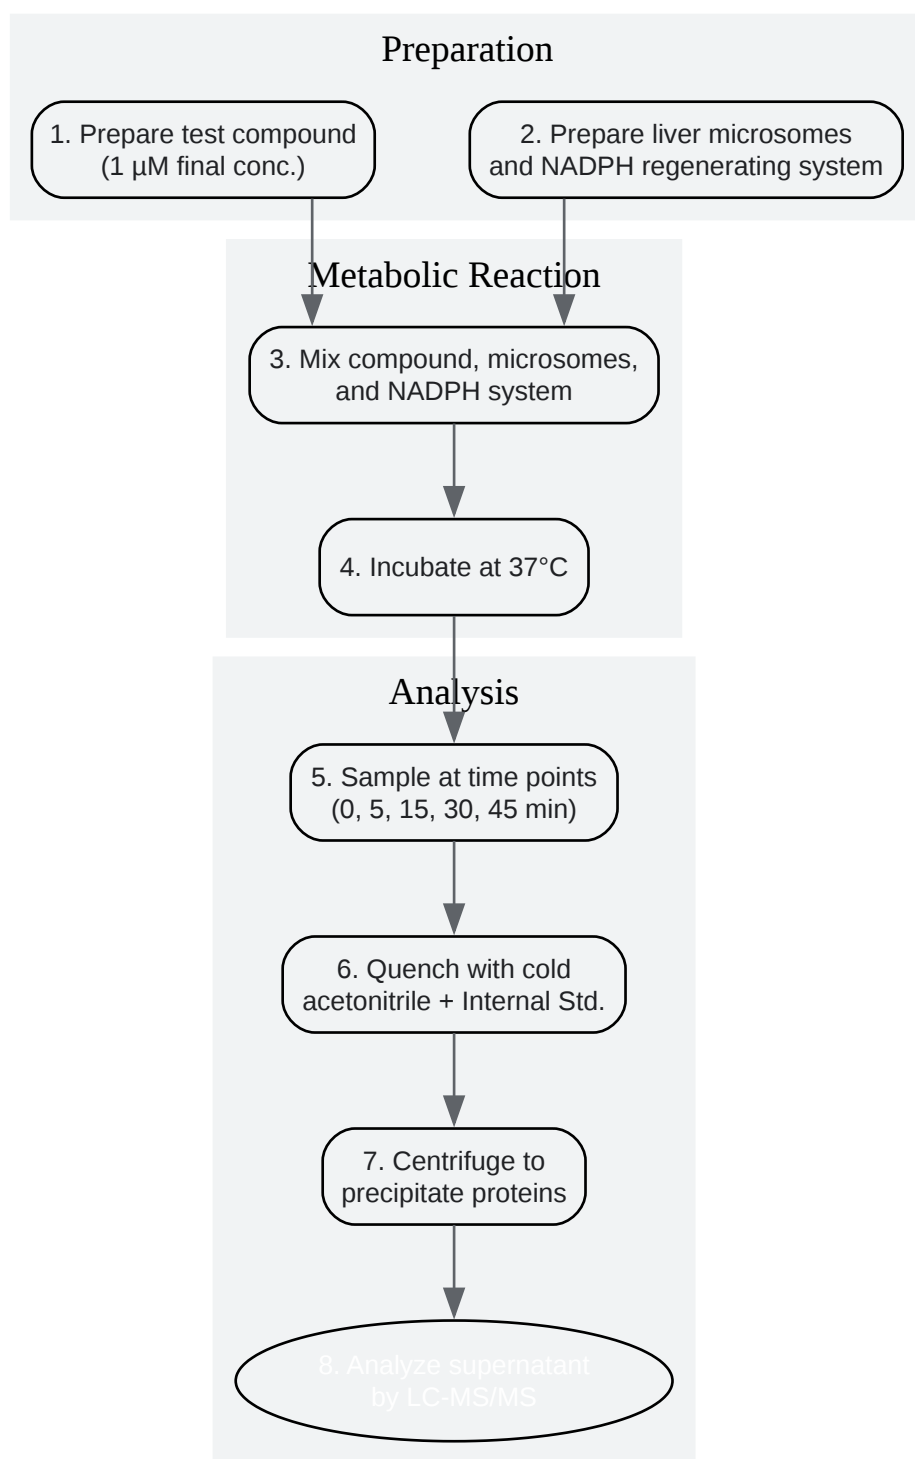 Preparation
1. Prepare test compound
(1 µM final conc.)
2. Prepare liver microsomes
and NADPH regenerating system
Metabolic Reaction
3. Mix compound, microsomes,
and NADPH system
4. Incubate at 37°C
Analysis
5. Sample at time points
(0, 5, 15, 30, 45 min)
6. Quench with cold
acetonitrile + Internal Std.
7. Centrifuge to
precipitate proteins
8. Analyze supernatant
by LC-MS/MS